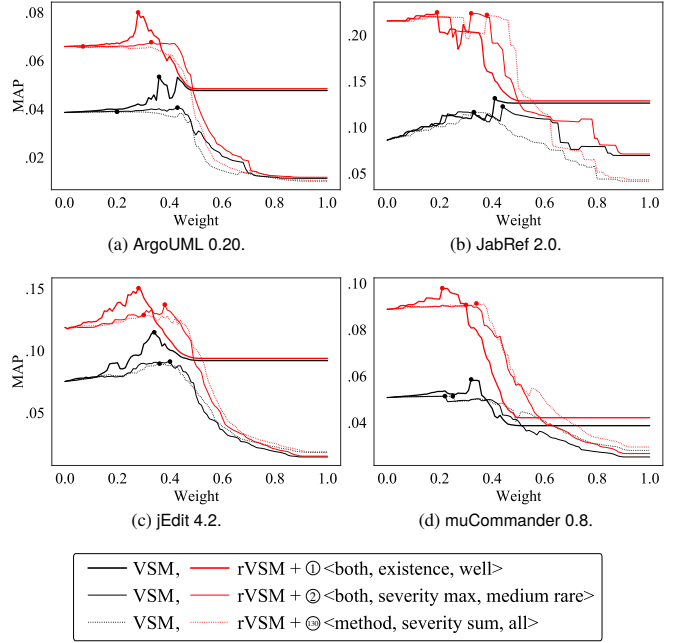 .08
.06
.04
.02
MAP
0.0 0.2 0.4 0.6 0.8 1.0
Weight
(a) ArgoUML 0.20.
.20
.15
.10
.05
0.0 0.2 0.4 0.6 0.8 1.0
Weight
(b) JabRef 2.0.
.15
.10
.05
MAP
0.0 0.2 0.4 0.6 0.8 1.0
Weight
(c) jEdit 4.2.
.10
.08
.06
.04
0.0 0.2 0.4 0.6 0.8 1.0
Weight
(d) muCommander 0.8.
VSM, rVSM + ① <both, existence, well>
VSM, rVSM + ② <both, severity max, medium rare>
VSM, rVSM + 130 <method, severity sum, all>